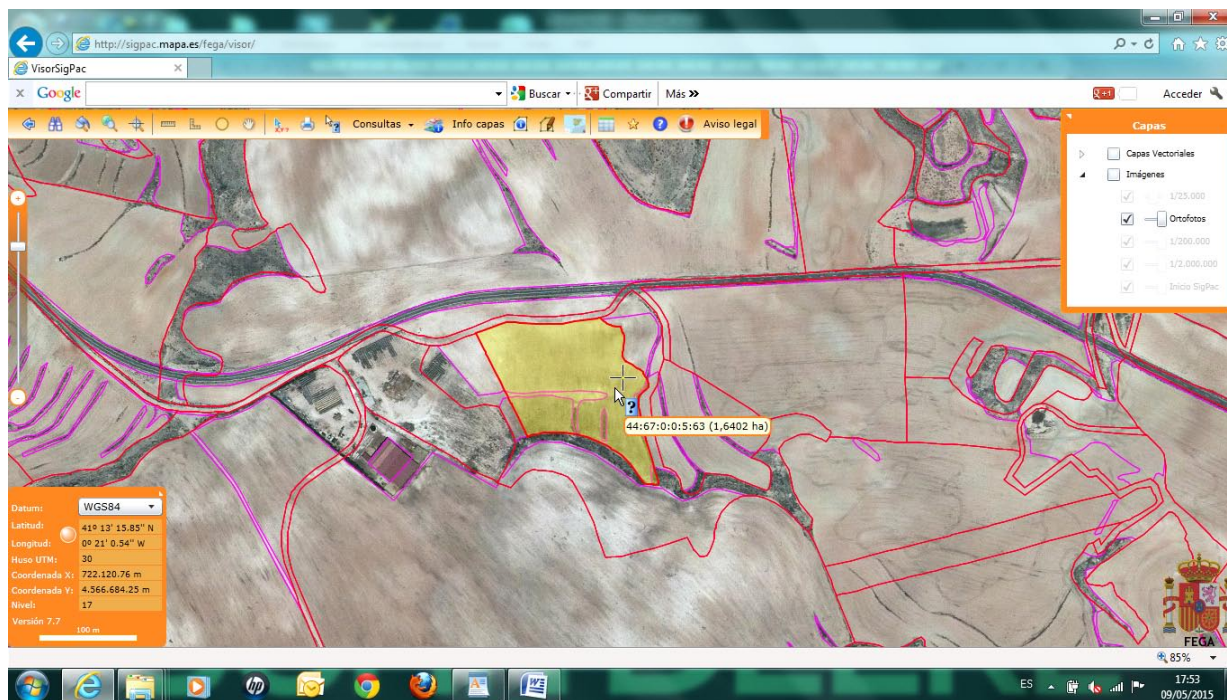 http://sigpac.mapa.es/fega/visor/
VisorSigPac
Google
Buscar
Compartir
Más »
+1
Acceder
Consultas
Info capas
Aviso legal
Capas
Capas Vectoriales
Imágenes
1/25.000
Ortofotos
1/200.000
1/2.000.000
Inicio SigPac
44:67:0:0:5:63 (1,6402 ha)
Datum: WGS84
Latitud: 41º 13' 15.85'' N
Longitud: 0º 21' 0.54'' W
Huso UTM: 30
Coordenada X: 722.120.76 m
Coordenada Y: 4.566.684.25 m
Nivel: 17
Versión 7.7
100 m
FEGA
85%
hp
ES
17:53
09/05/2015